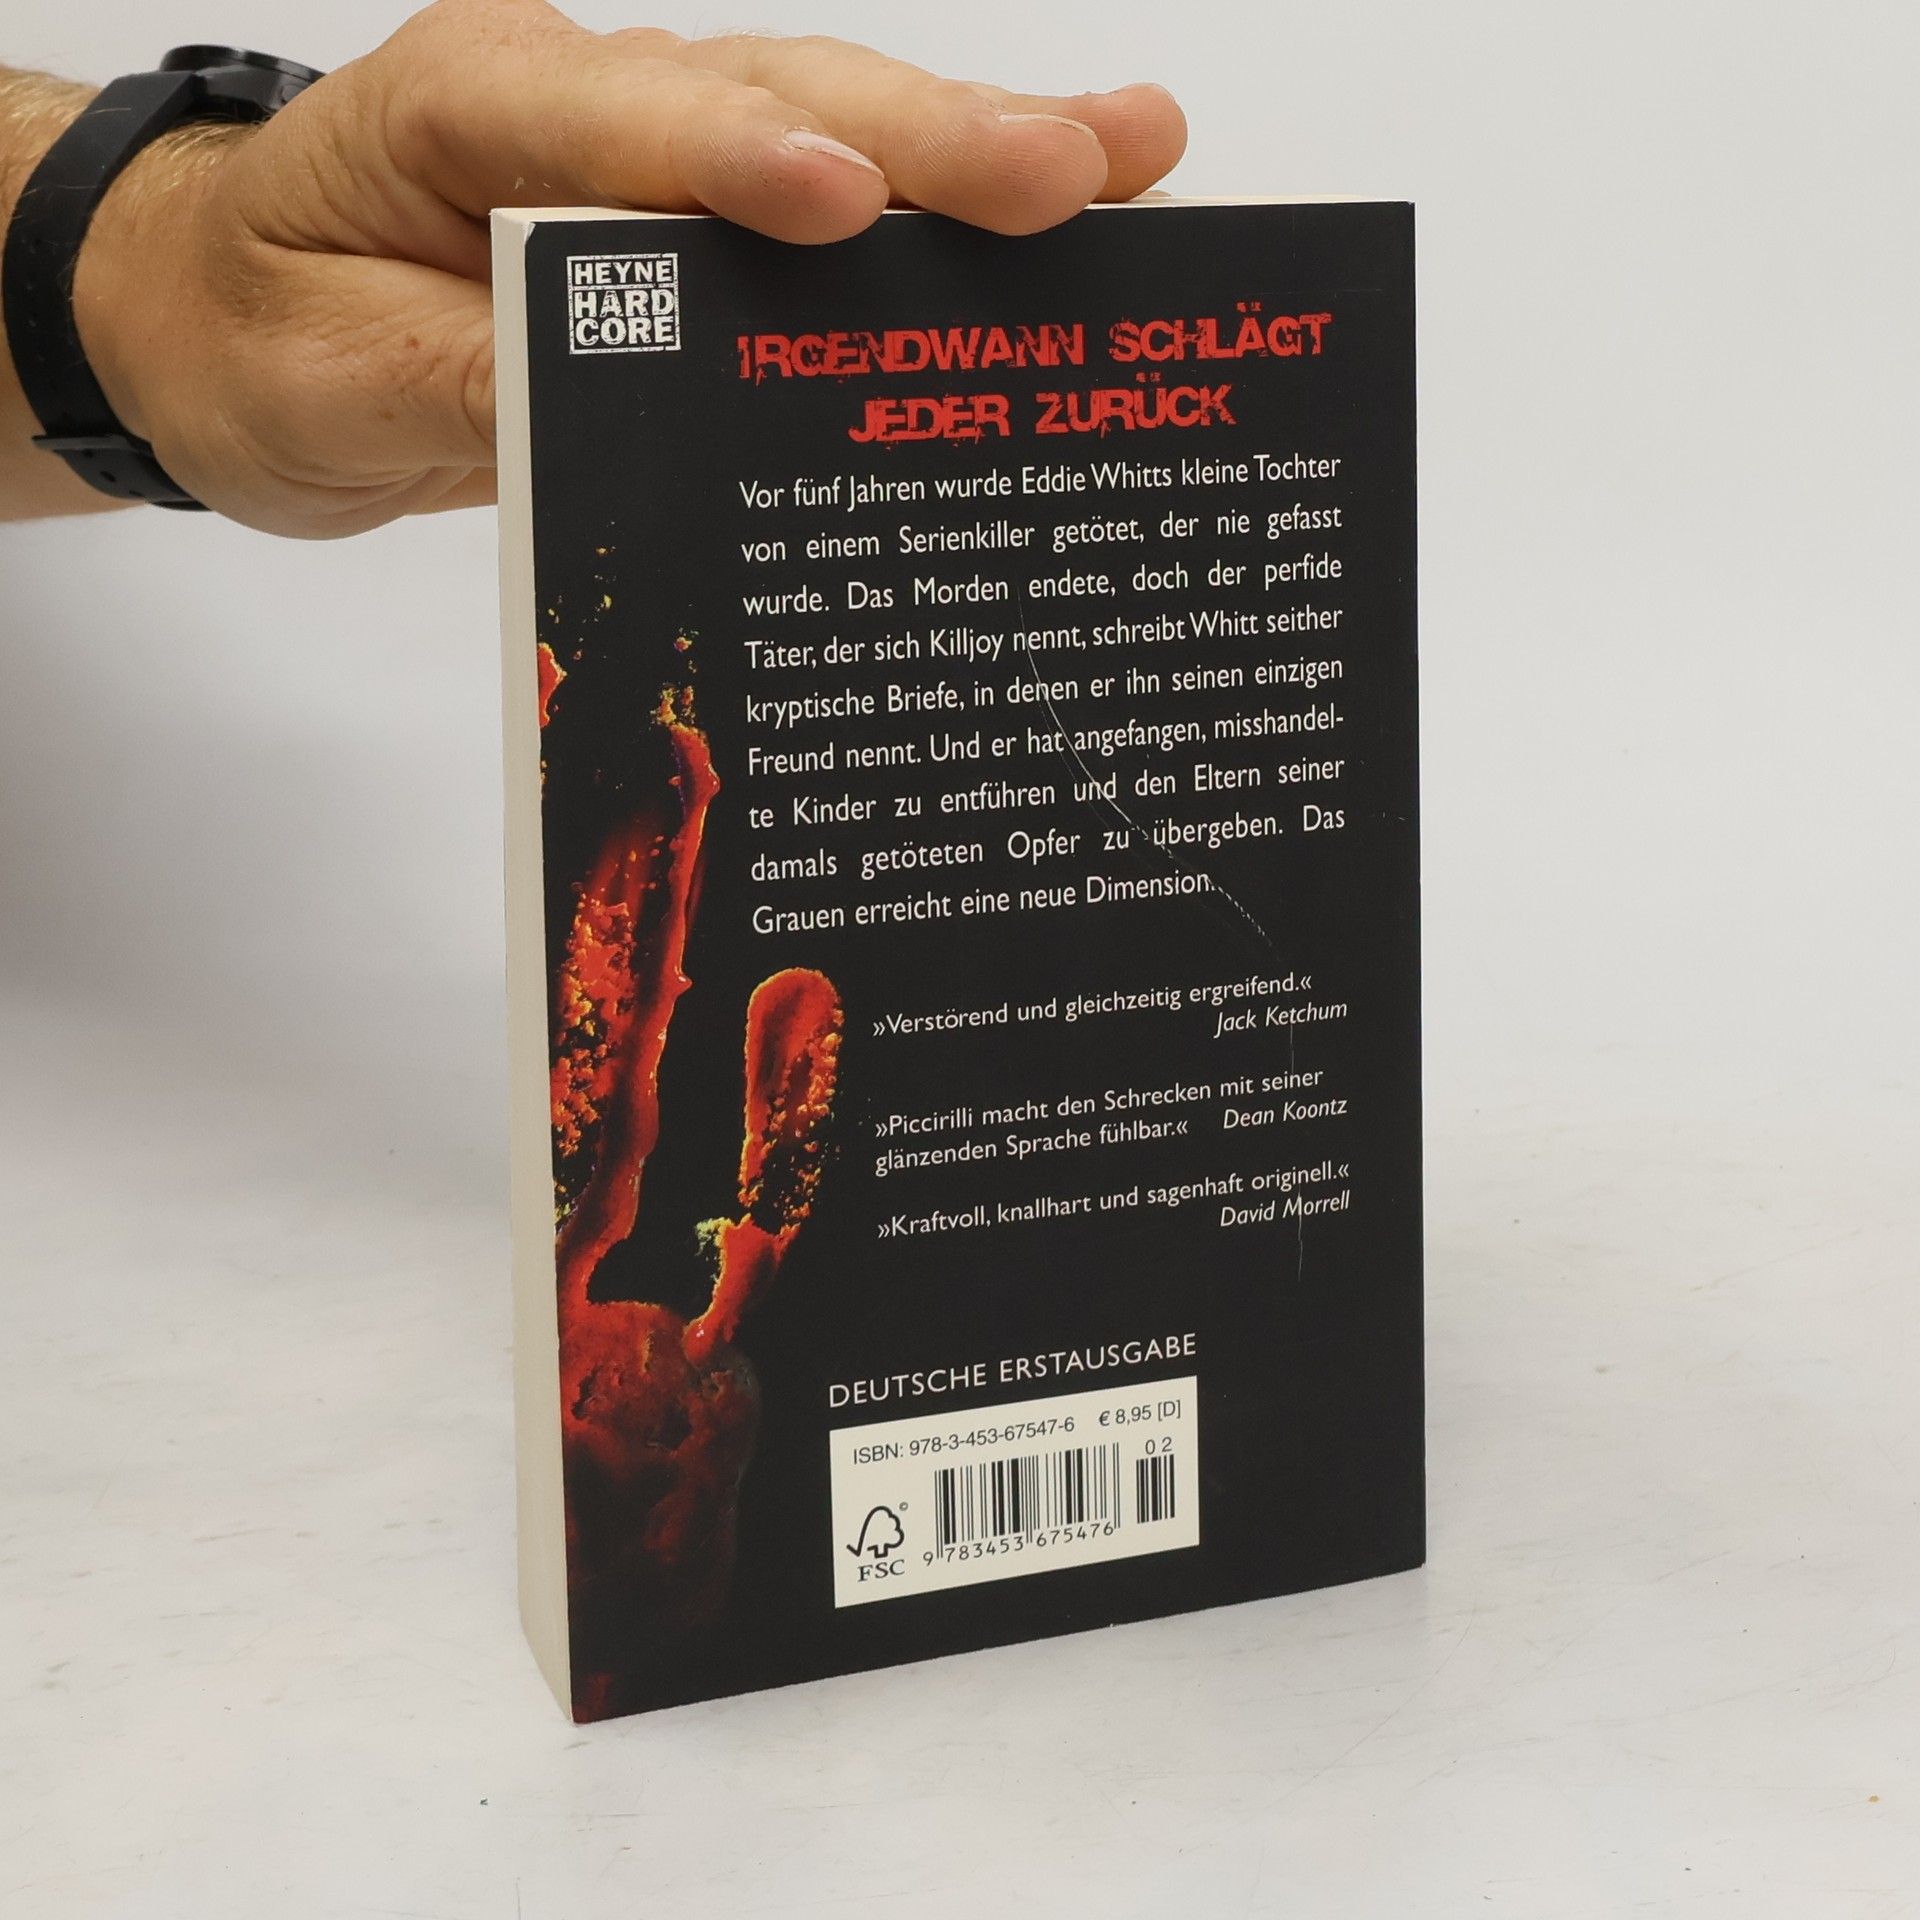 HEYNE
HARD
CORE
IRGENDWANN SCHLÄGT
JEDER ZURÜCK
Vor fünf Jahren wurde Eddie Whitts kleine Tochter
von einem Serienkiller getötet, der nie gefasst
wurde. Das Morden endete, doch der perfide
Täter, der sich Killjoy nennt, schreibt Whitt seither
kryptische Briefe, in denen er ihn seinen einzigen
Freund nennt. Und er hat angefangen, misshandel-
te Kinder zu entführen und den Eltern seiner
damals getöteten Opfer zu übergeben. Das
Grauen erreicht eine neue Dimension.
»Verstörend und gleichzeitig ergreifend.«
Jack Ketchum
»Piccirilli macht den Schrecken mit seiner
glänzenden Sprache fühlbar.« Dean Koontz
»Kraftvoll, knallhart und sagenhaft originell.«
David Morrell
DEUTSCHE ERSTAUSGABE
ISBN: 978-3-453-67547-6 € 8,95 [D]
02
9 783453 675476
©
FSC